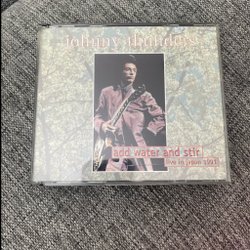 johnny thunders
add water and stir
live in japan 1991